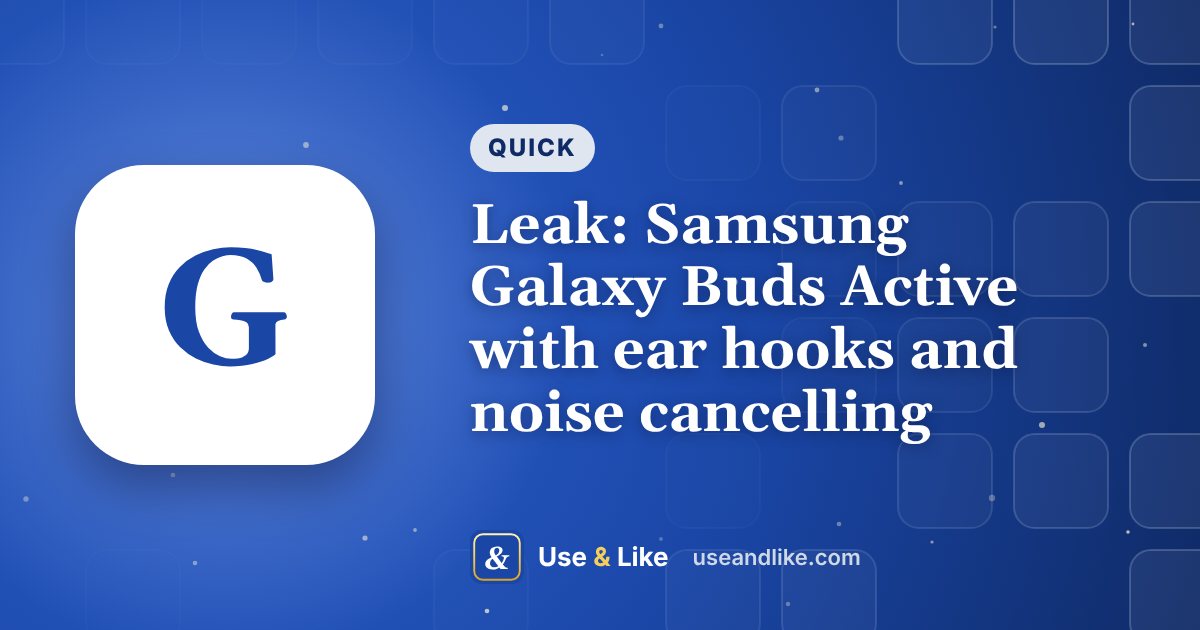 G
QUICK
Leak: Samsung
Galaxy Buds Active
with ear hooks and
noise cancelling
& Use & Like useandlike.com